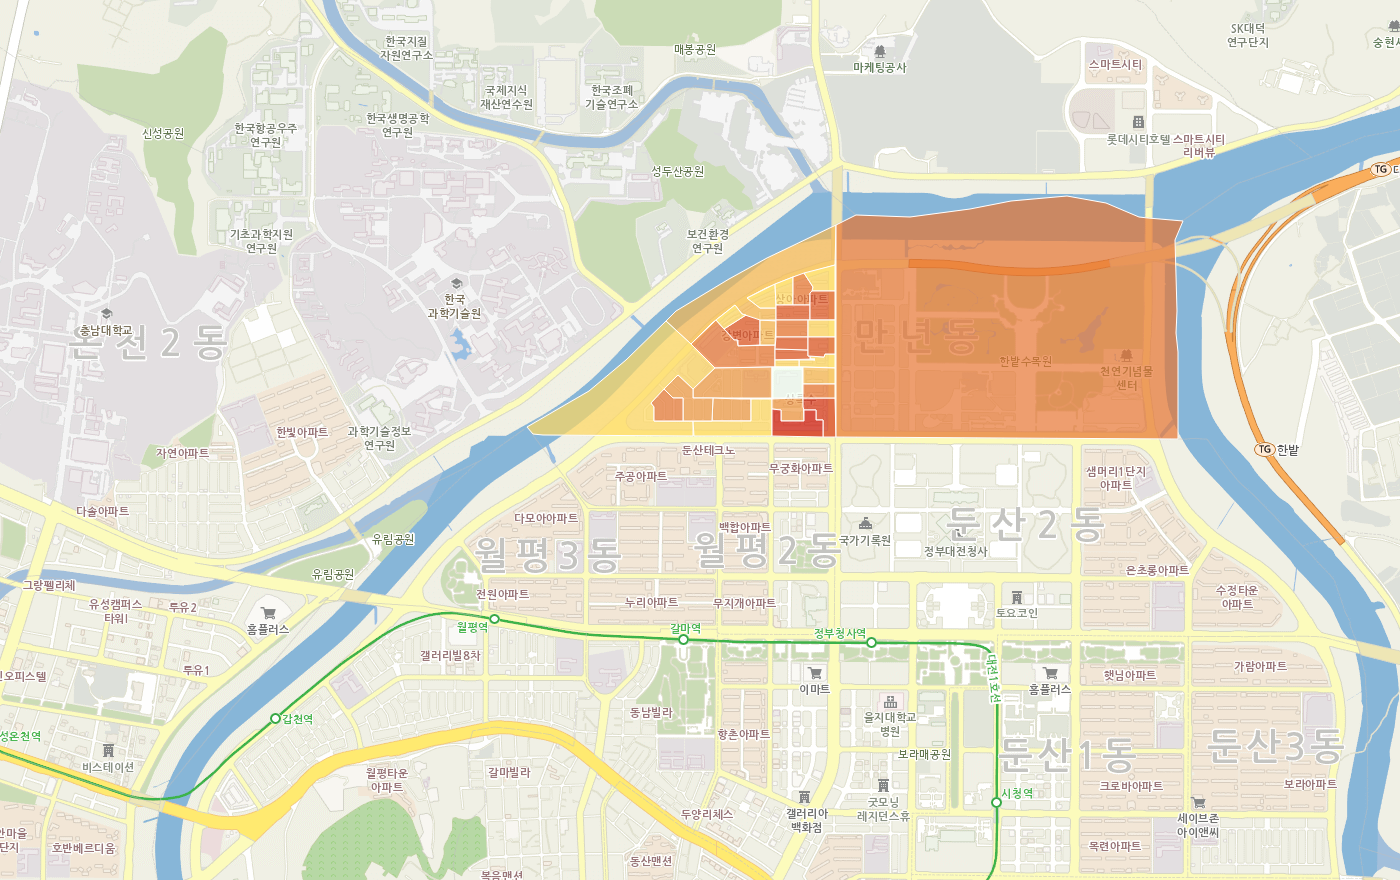 SK대덕
연구단지
숭현서
한국지질
자원연구소
매봉공원
마케팅공사
스마트시티
국제지식
재산연수원
한국조폐
기술연구소
신성공원
한국항공우주
연구원
한국생명공학
연구원
롯데시티호텔
스마트시티
리버뷰
TG
성두산공원
기초과학지원
연구원
보건환경
연구원
한국
과학기술원
충남대학교
온천2동
상아아파트
강변아파트
만년동
한밭수목원
천연기념물
센터
한빛아파트
과학기술정보
연구원
자연아파트
TG 한밭
둔산테크노
주공아파트
무궁화아파트
샘머리1단지
아파트
다솔아파트
다모아아파트
백합아파트
국가기록원
둔산2동
정부대전청사
유림공원
월평3동
월평2동
유림공원
은초롱아파트
그랑펠리체
전원아파트
누리아파트
무지개아파트
토요코인
수정타운
아파트
유성캠퍼스
타워1
투유2
홈플러스
월평역
갈마역
정부청사역
갤러리빌8차
대전1호선
투유1
이마트
홈플러스
햇님아파트
가람아파트
인오피스텔
갑천역
동남빌라
을지대학교
병원
유성온천역
향촌아파트
보라매공원
둔산1동
둔산3동
비스테이션
월평타운
아파트
갈마빌라
크로바아파트
보라아파트
시청역
두양리체스
갤러리아
백화점
굿모닝
레지던스휴
세이브존
아이앤씨
한마을
단지
호반베르디움
동산맨션
목련아파트
복음맨션